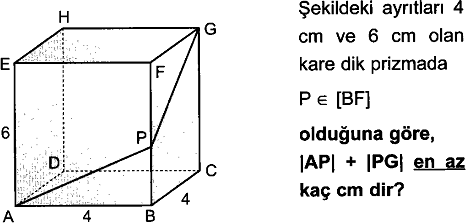 H
G
E
F
Şekildeki ayrıtları 4
cm ve 6 cm olan
kare dik prizmada
P ∈ [BF]
olduğuna göre,
|AP| + |PG| en az
kaç cm dir?
6
P
D
C
4
A
4
B